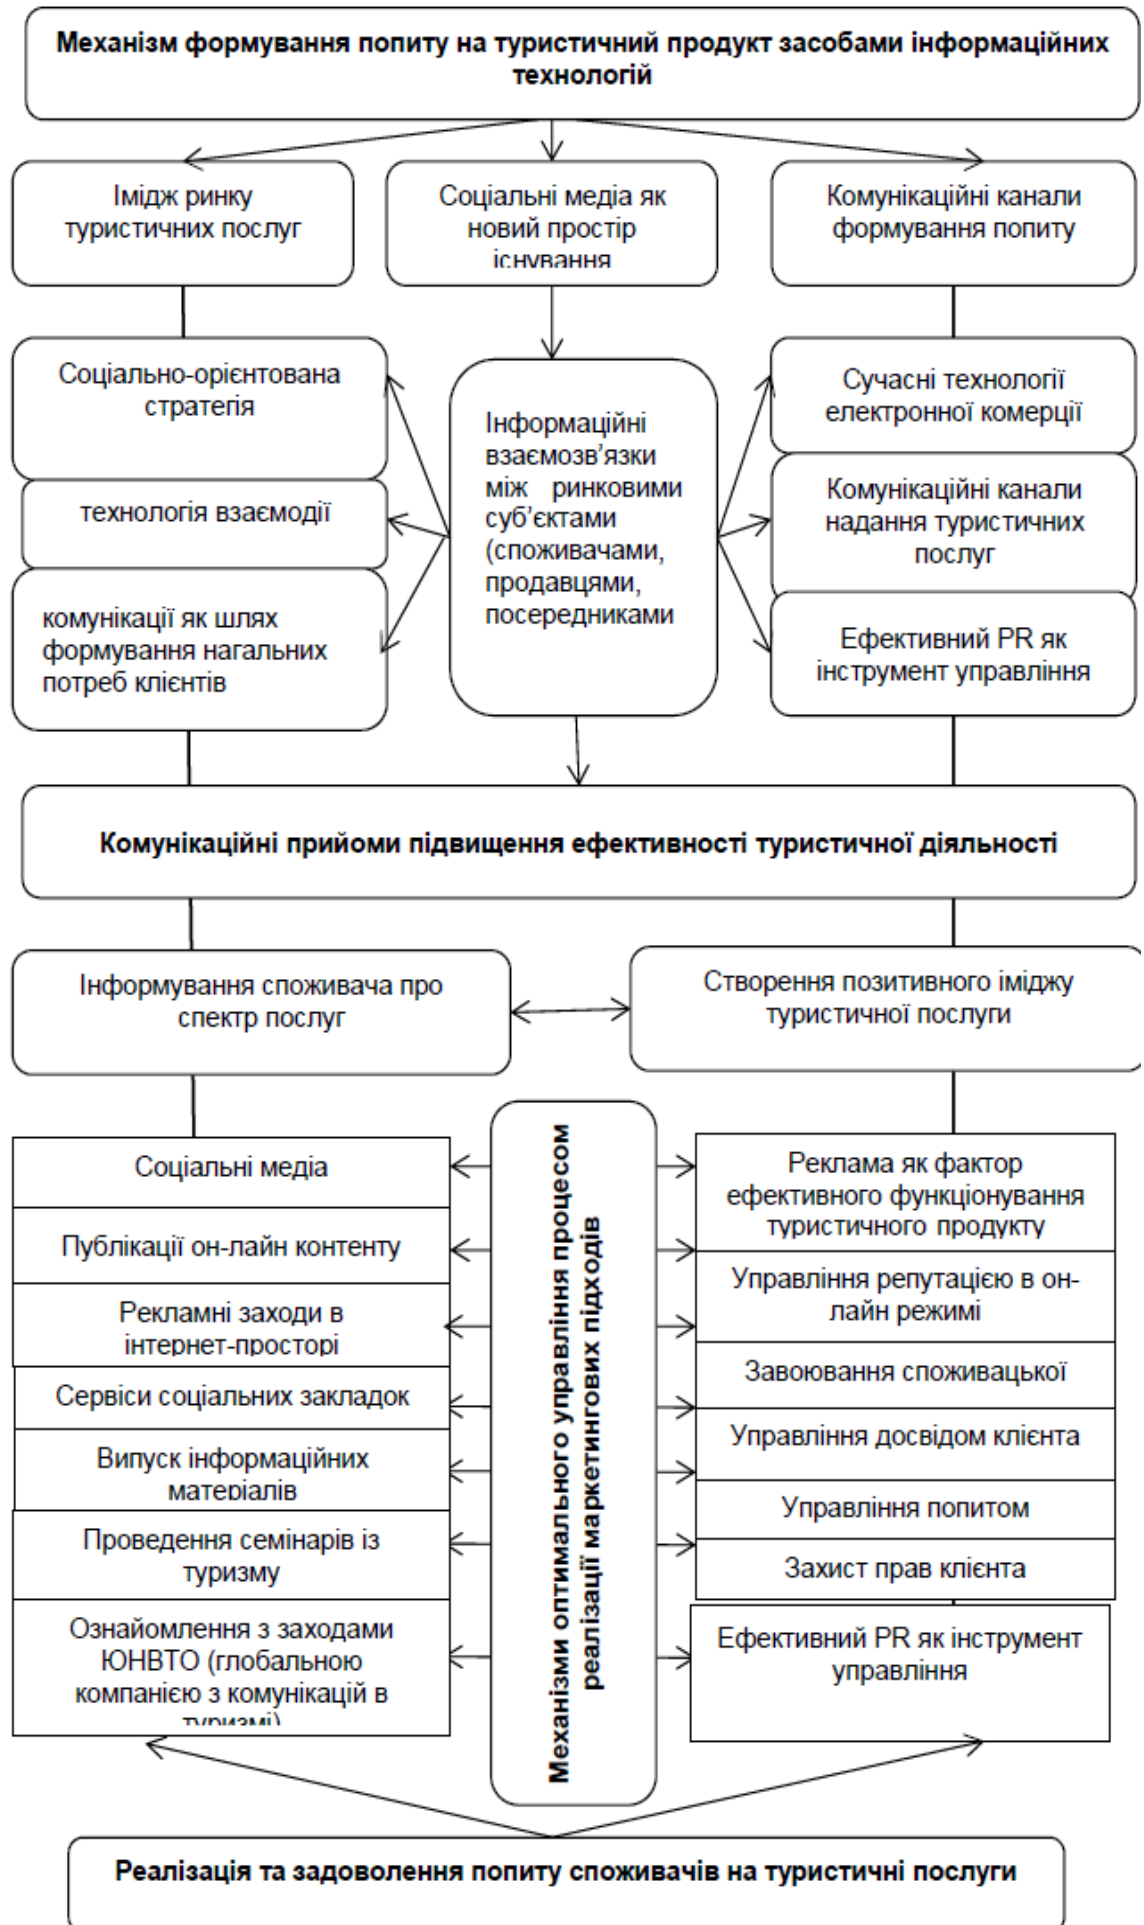 Механізм формування попиту на туристичний продукт засобами інформаційних
технологій
Імідж ринку
туристичних послуг
Соціальні медіа як
новий простір
існування
Комунікаційні канали
формування попиту
Соціально-орієнтована
стратегія
технологія взаємодії
комунікації як шлях
формування нагальних
потреб клієнтів
Інформаційні
взаємозв’язки
між ринковими
суб’єктами
(споживачами,
продавцями,
посередниками
Сучасні технології
електронної комерції
Комунікаційні канали
надання туристичних
послуг
Ефективний PR як
інструмент управління
Комунікаційні прийоми підвищення ефективності туристичної діяльності
Інформування споживача про
спектр послуг
Створення позитивного іміджу
туристичної послуги
Соціальні медіа
Публікації он-лайн контенту
Рекламні заходи в
інтернет-просторі
Сервіси соціальних закладок
Випуск інформаційних
матеріалів
Проведення семінарів із
туризму
Ознайомлення з заходами
ЮНВТО (глобальною
компанією з комунікацій в
туризмі)
Механізми оптимального управління процесом
реалізації маркетингових підходів
Реклама як фактор
ефективного функціонування
туристичного продукту
Управління репутацією в он-
лайн режимі
Завоювання споживацької
Управління досвідом клієнта
Управління попитом
Захист прав клієнта
Ефективний PR як інструмент
управління
Реалізація та задоволення попиту споживачів на туристичні послуги